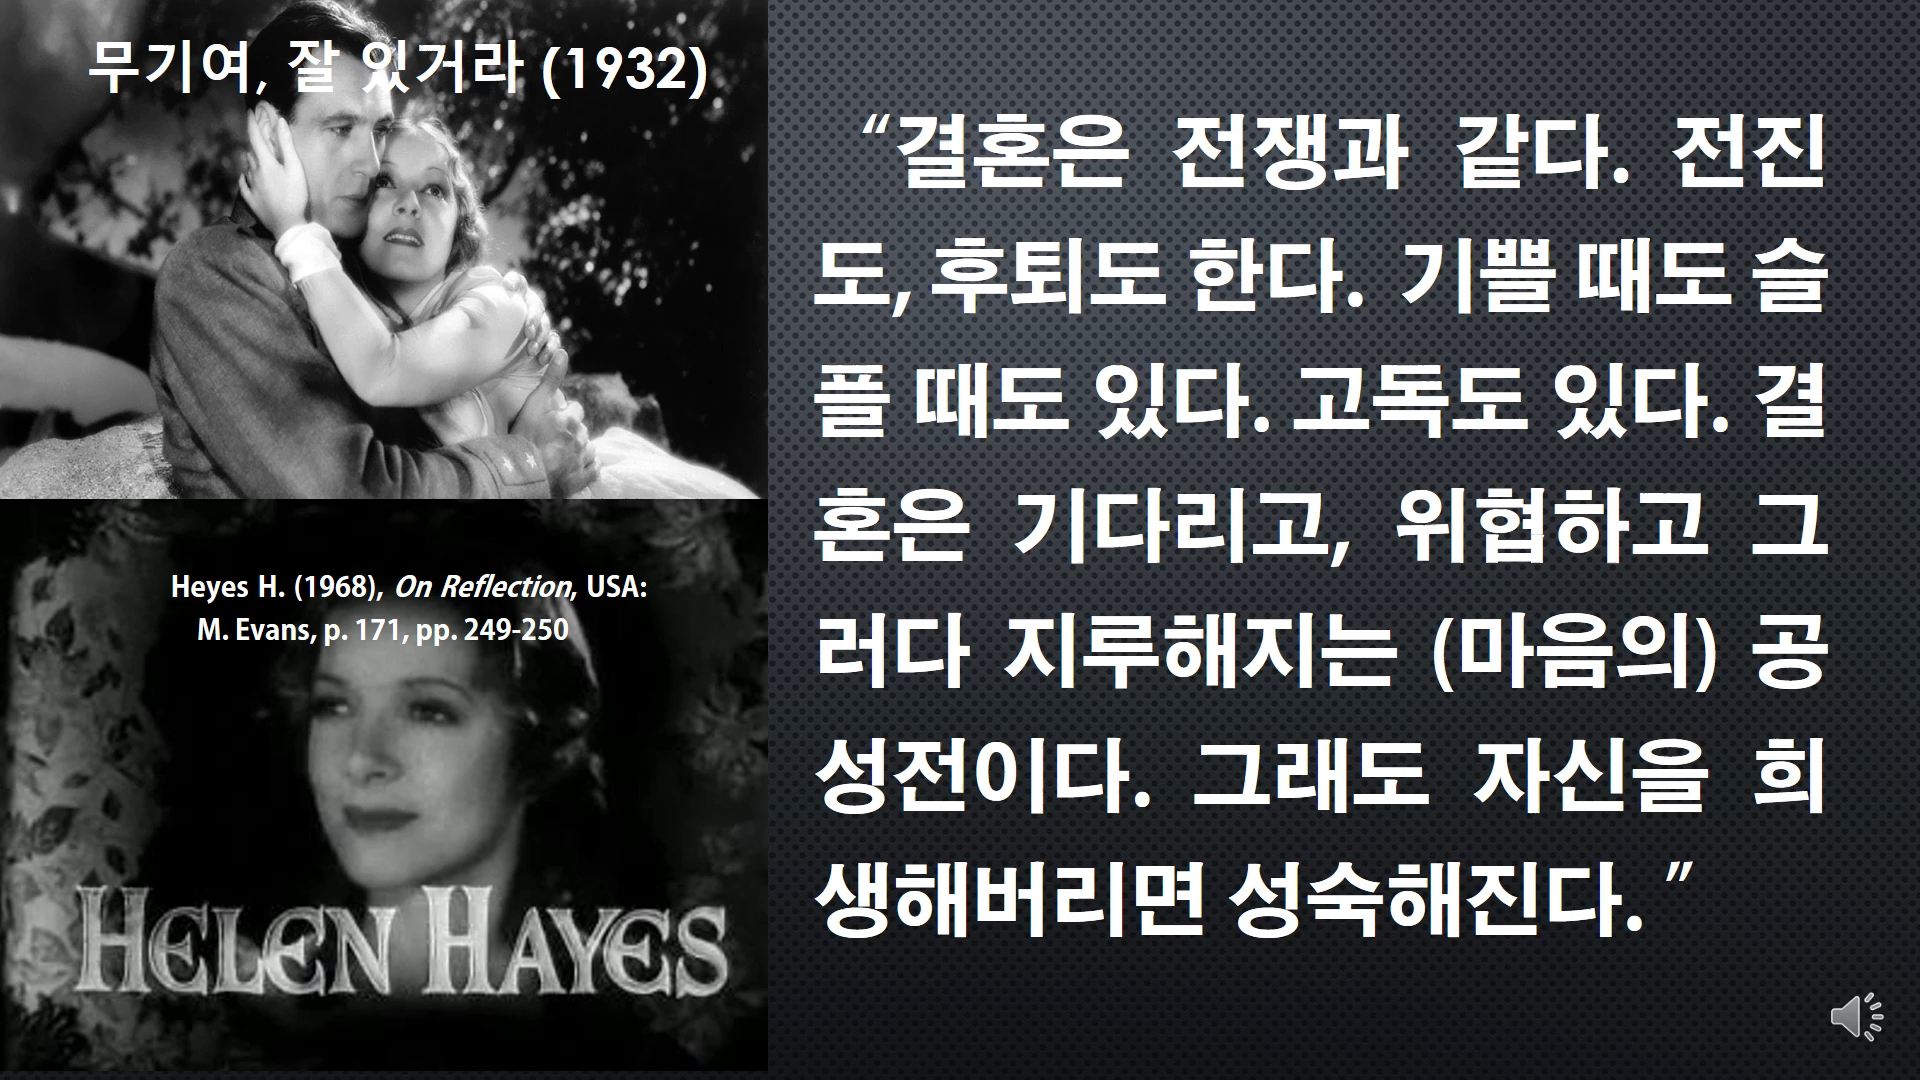 무기여, 잘 있거라 (1932)
Heyes H. (1968), On Reflection, USA:
M. Evans, p. 171, pp. 249-250
HELEN HAYES
“결혼은 전쟁과 같다. 전진
도, 후퇴도 한다. 기쁠 때도 슬
플 때도 있다. 고독도 있다. 결
혼은 기다리고, 위협하고 그
러다 지루해지는 (마음의) 공
성전이다. 그래도 자신을 희
생해버리면 성숙해진다.”